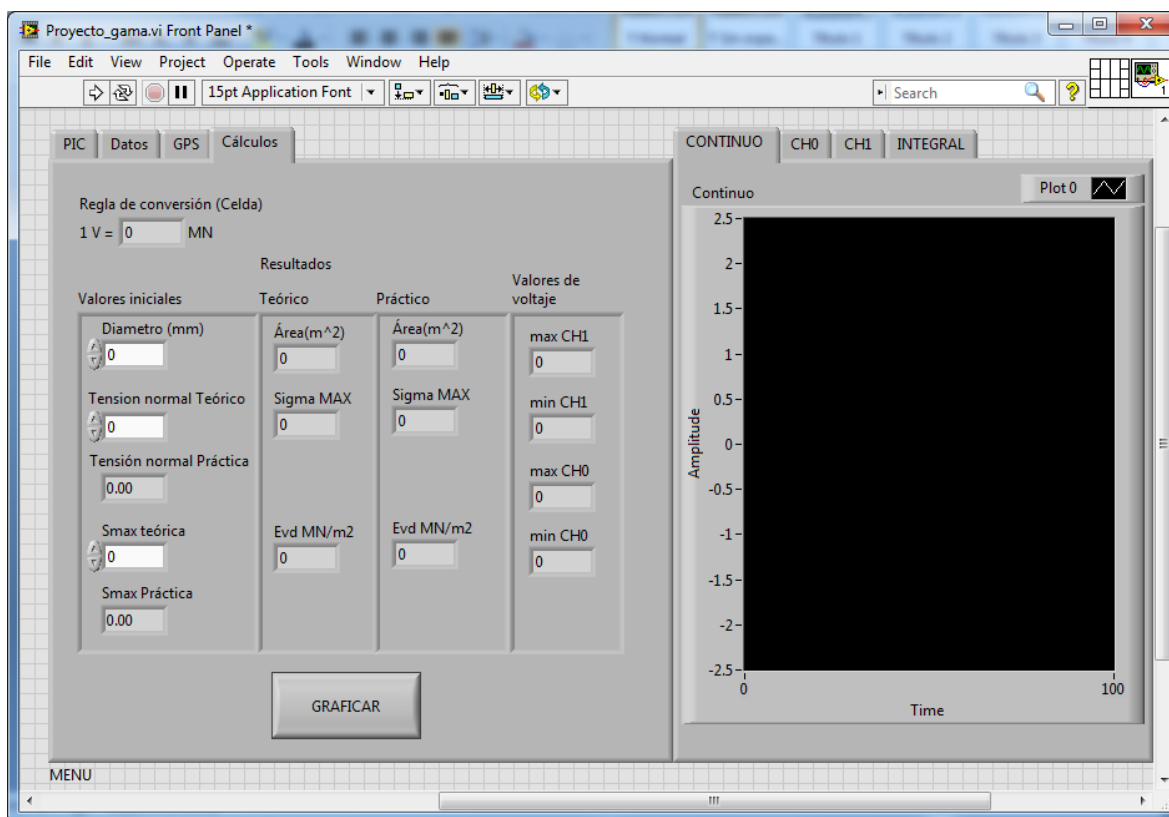 Proyecto_gama.vi Front Panel *
File Edit View Project Operate Tools Window Help
15pt Application Font
Search
1
PIC Datos GPS Cálculos
Regla de conversión (Celda)
1 V = 0 MN
Resultados
Valores iniciales
Teórico
Práctico
Valores de
voltaje
Diametro (mm)
0
Tension normal Teórico
0
Tensión normal Práctica
0.00
Smax teórica
0
Smax Práctica
0.00
Área(m^2)
0
Sigma MAX
0
Evd MN/m2
0
Área(m^2)
0
Sigma MAX
0
Evd MN/m2
0
max CH1
0
min CH1
0
max CH0
0
min CH0
0
GRAFICAR
MENU
CONTINUO CH0 CH1 INTEGRAL
Continuo
Plot 0
2.5
2
1.5
1
0.5
0
-0.5
-1
-1.5
-2
-2.5
Amplitude
0 100
Time